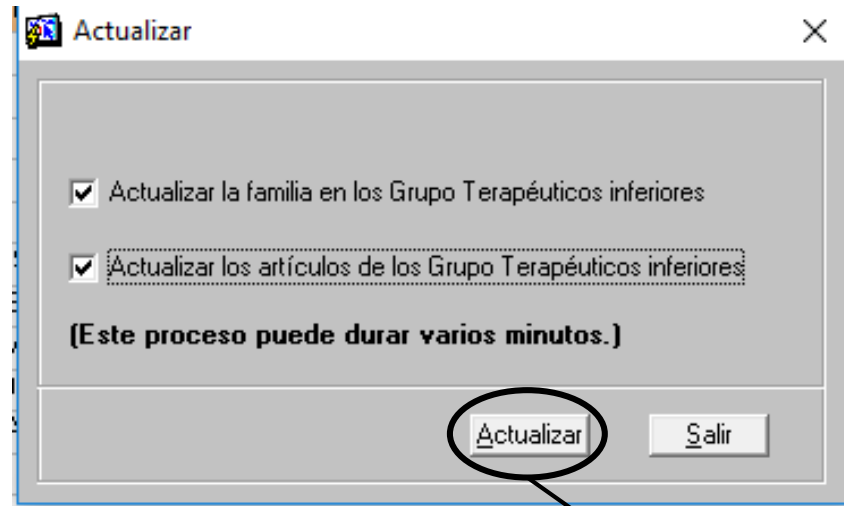 Actualizar
Actualizar la familia en los Grupo Terapéuticos inferiores
Actualizar los artículos de los Grupo Terapéuticos inferiores
(Este proceso puede durar varios minutos.)
Actualizar Salir